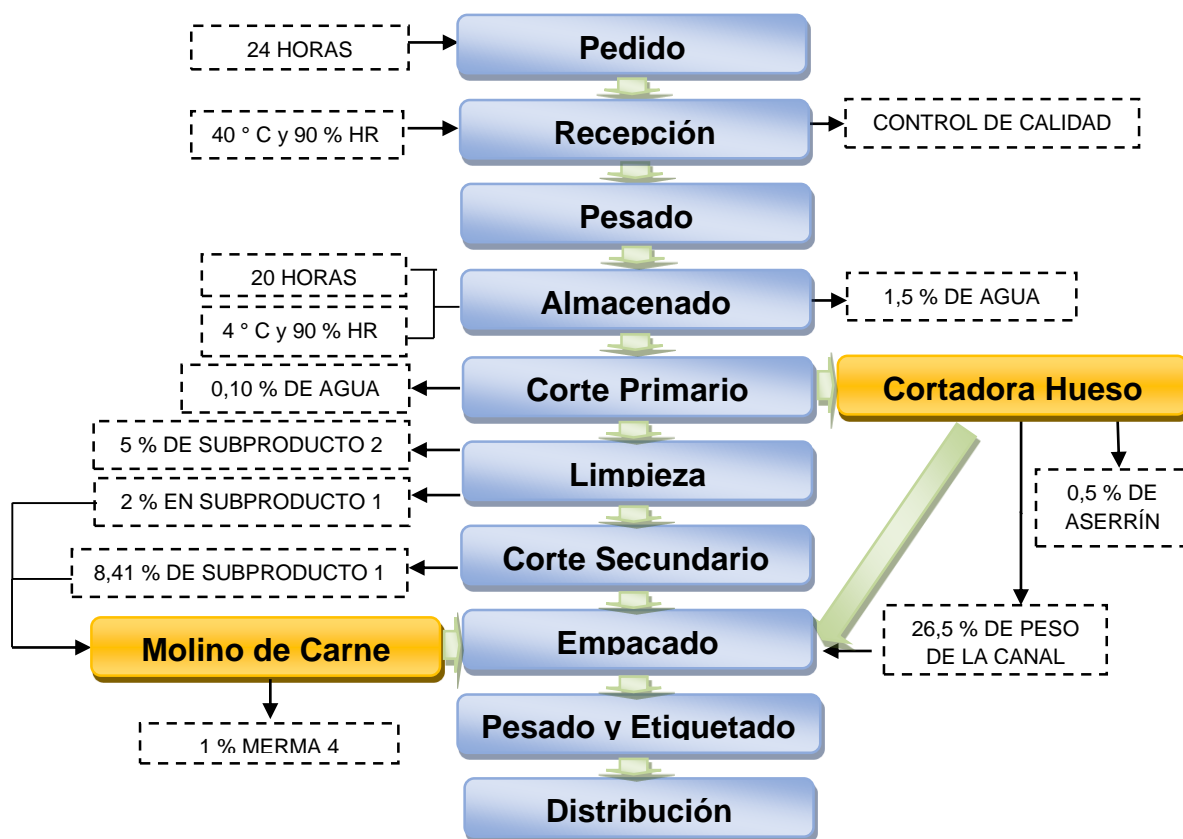 24 HORAS
Pedido
40 ° C y 90 % HR
Recepción
CONTROL DE CALIDAD
Pesado
20 HORAS
4 ° C y 90 % HR
Almacenado
1,5 % DE AGUA
0,10 % DE AGUA
Corte Primario
Cortadora Hueso
5 % DE SUBPRODUCTO 2
2 % EN SUBPRODUCTO 1
Limpieza
0,5 % DE
ASERRÍN
8,41 % DE SUBPRODUCTO 1
Corte Secundario
Molino de Carne
Empacado
26,5 % DE PESO
DE LA CANAL
1 % MERMA 4
Pesado y Etiquetado
Distribución